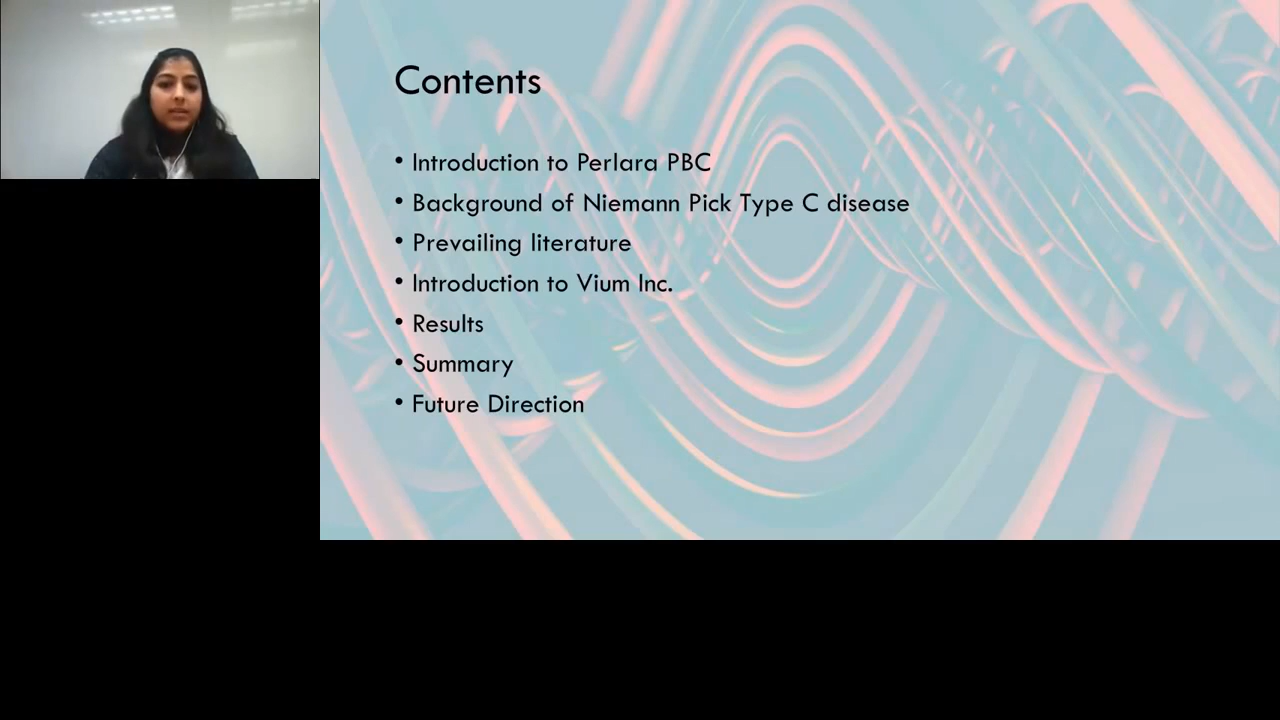 Contents
• Introduction to Perlara PBC
• Background of Niemann Pick Type C disease
• Prevailing literature
• Introduction to Vium Inc.
• Results
• Summary
• Future Direction